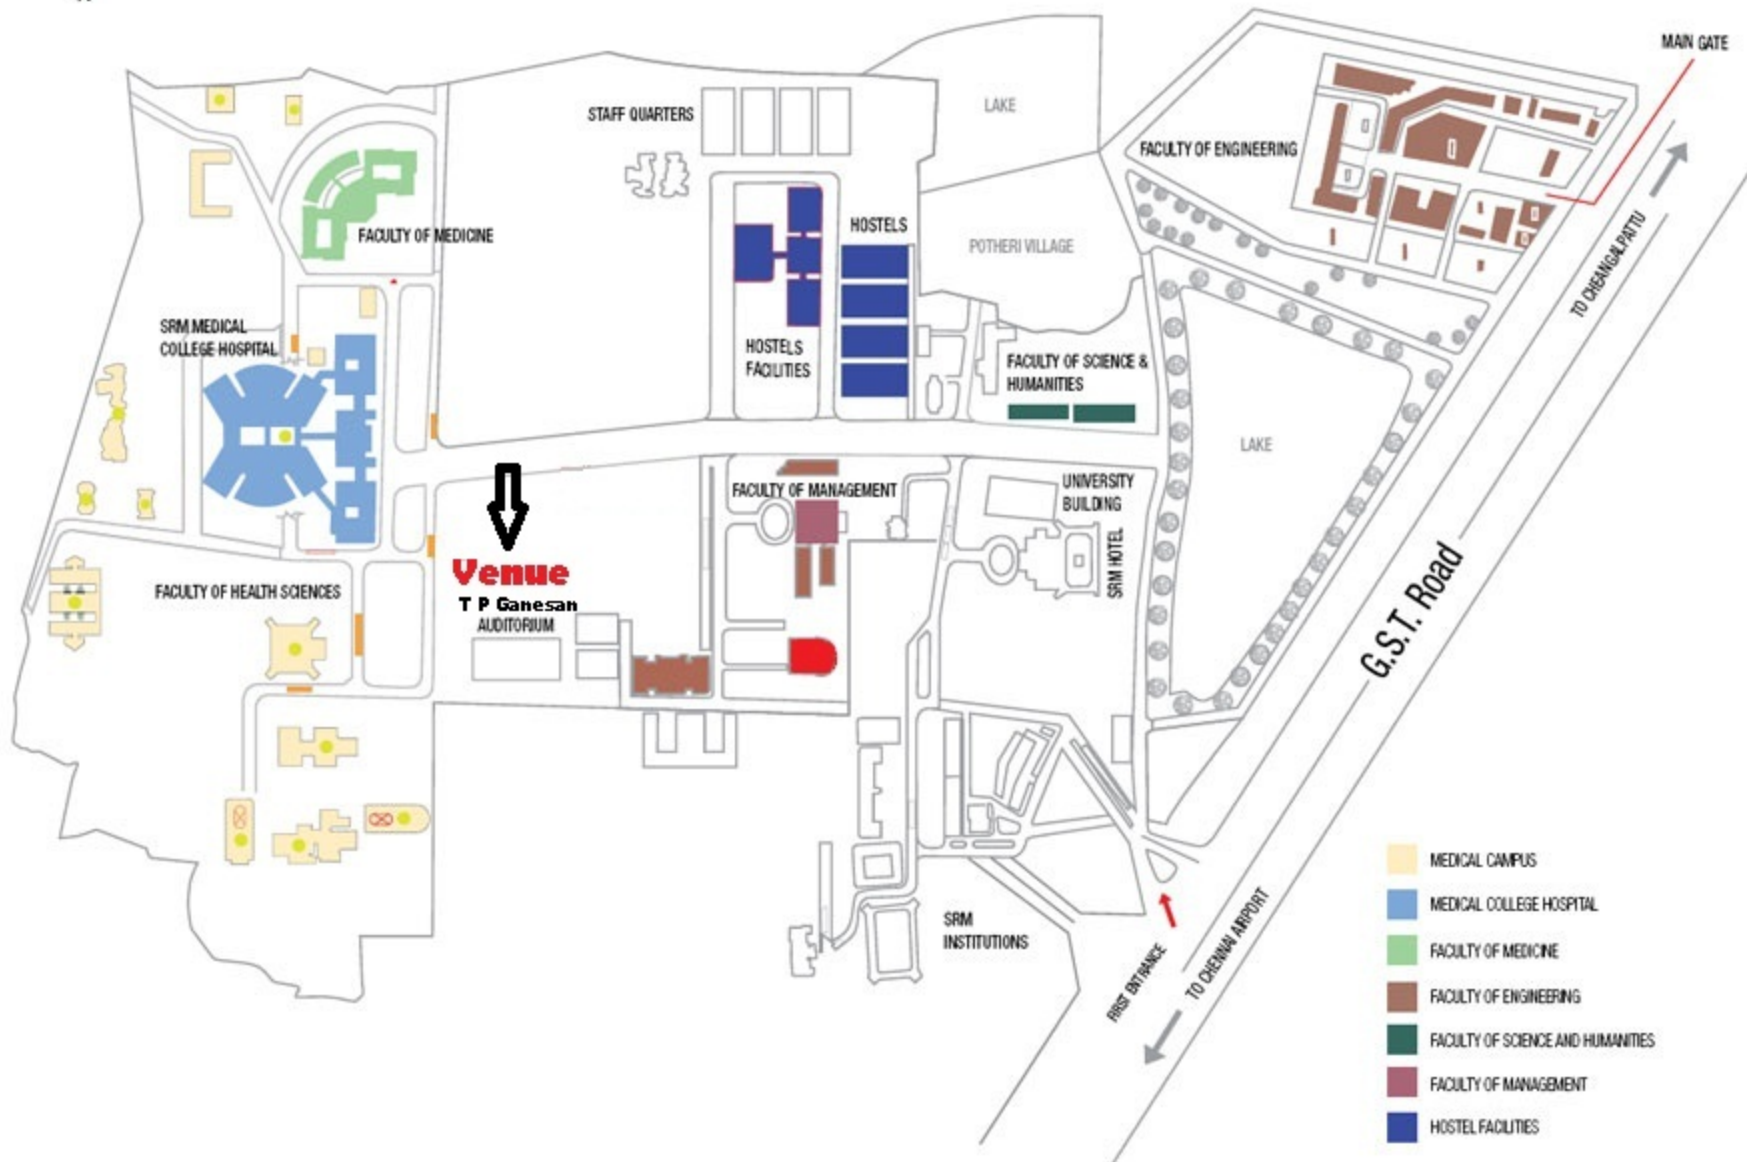 MAIN GATE
STAFF QUARTERS
LAKE
FACULTY OF ENGINEERING
FACULTY OF MEDICINE
HOSTELS
POTHERI VILLAGE
TO CHEANGALPATTU
SRM MEDICAL
COLLEGE HOSPITAL
HOSTELS
FACILITIES
FACULTY OF SCIENCE &
HUMANITIES
LAKE
FACULTY OF MANAGEMENT
UNIVERSITY
BUILDING
SRM HOTEL
G.S.T. Road
Venue
T P Ganesan
AUDITORIUM
FACULTY OF HEALTH SCIENCES
SRM
INSTITUTIONS
FIRST ENTRANCE
TO CHENNAI AIRPORT
MEDICAL CAMPUS
MEDICAL COLLEGE HOSPITAL
FACULTY OF MEDICINE
FACULTY OF ENGINEERING
FACULTY OF SCIENCE AND HUMANITIES
FACULTY OF MANAGEMENT
HOSTEL FACILITIES